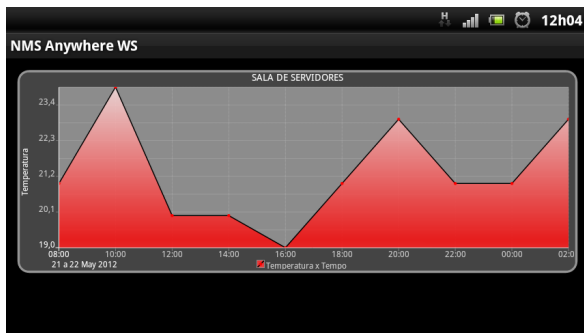 H 12h04
NMS Anywhere WS
SALA DE SERVIDORES
Temperatura
23,4
22,3
21,2
20,1
19,0
08:00 10:00 12:00 14:00 16:00 18:00 20:00 22:00 00:00 02:0
21 a 22 May 2012
Temperatura x Tempo